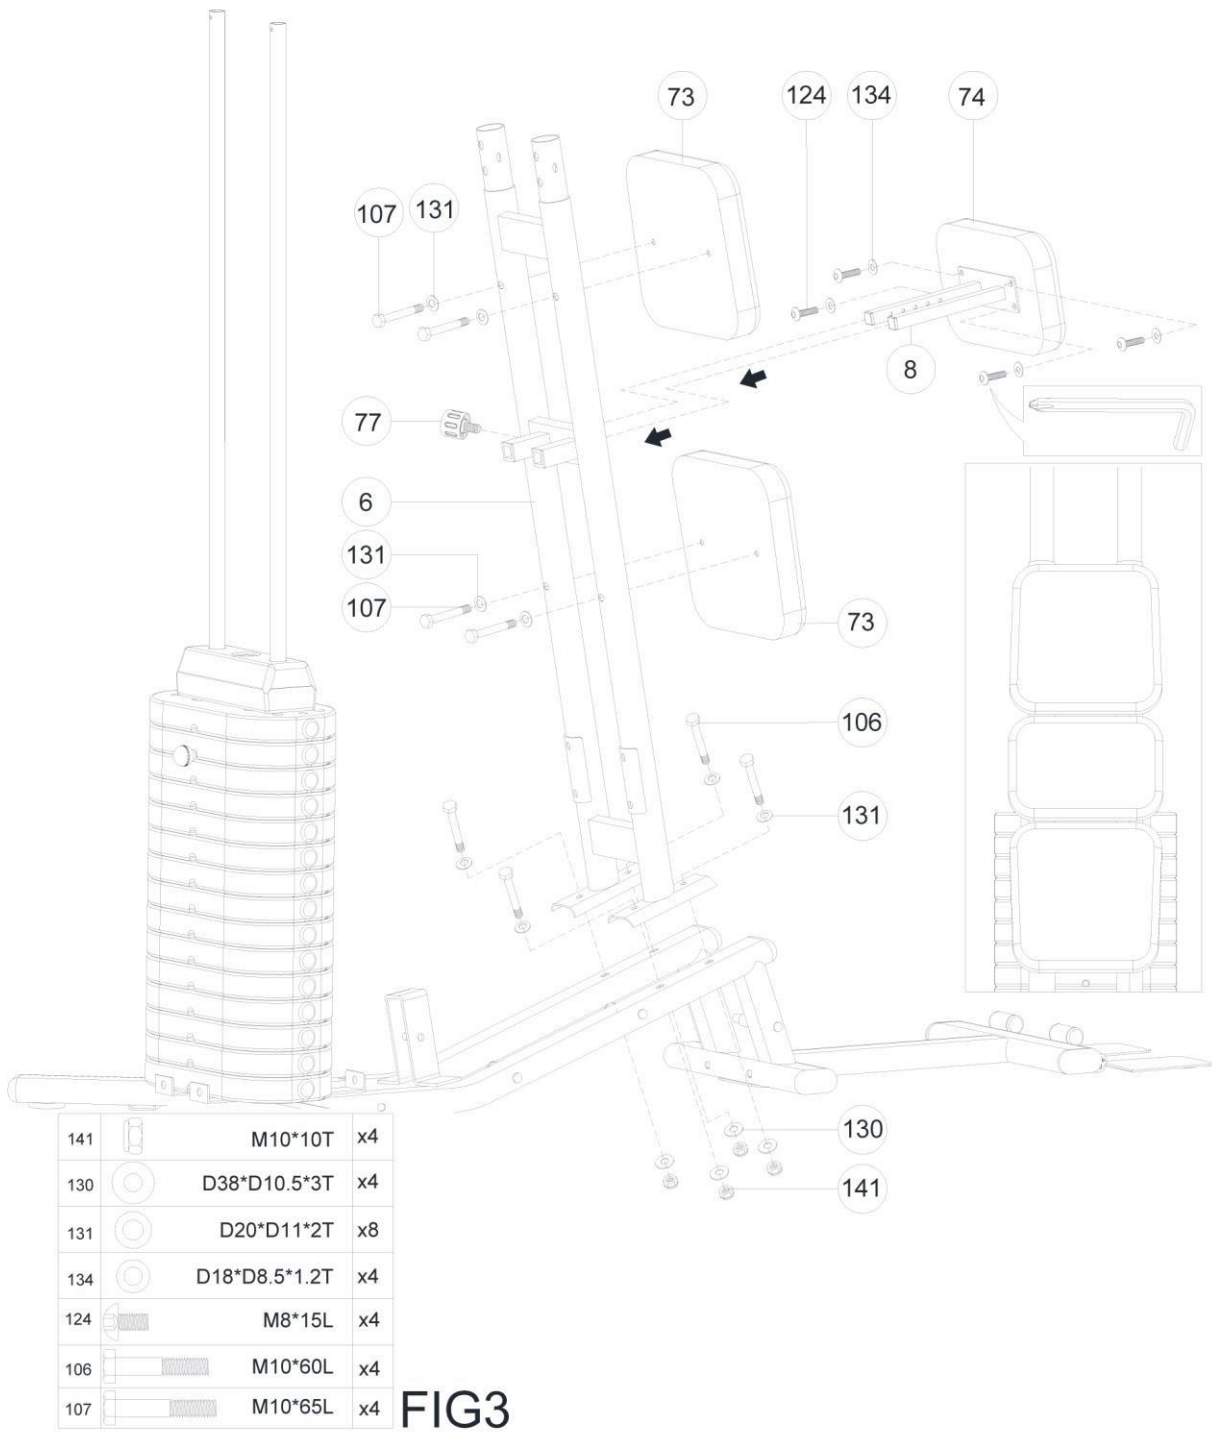 73
124
134
74
107
131
8
77
6
131
107
73
106
131
130
141
141 M10*10T x4
130 D38*D10.5*3T x4
131 D20*D11*2T x8
134 D18*D8.5*1.2T x4
124 M8*15L x4
106 M10*60L x4
107 M10*65L x4
FIG3